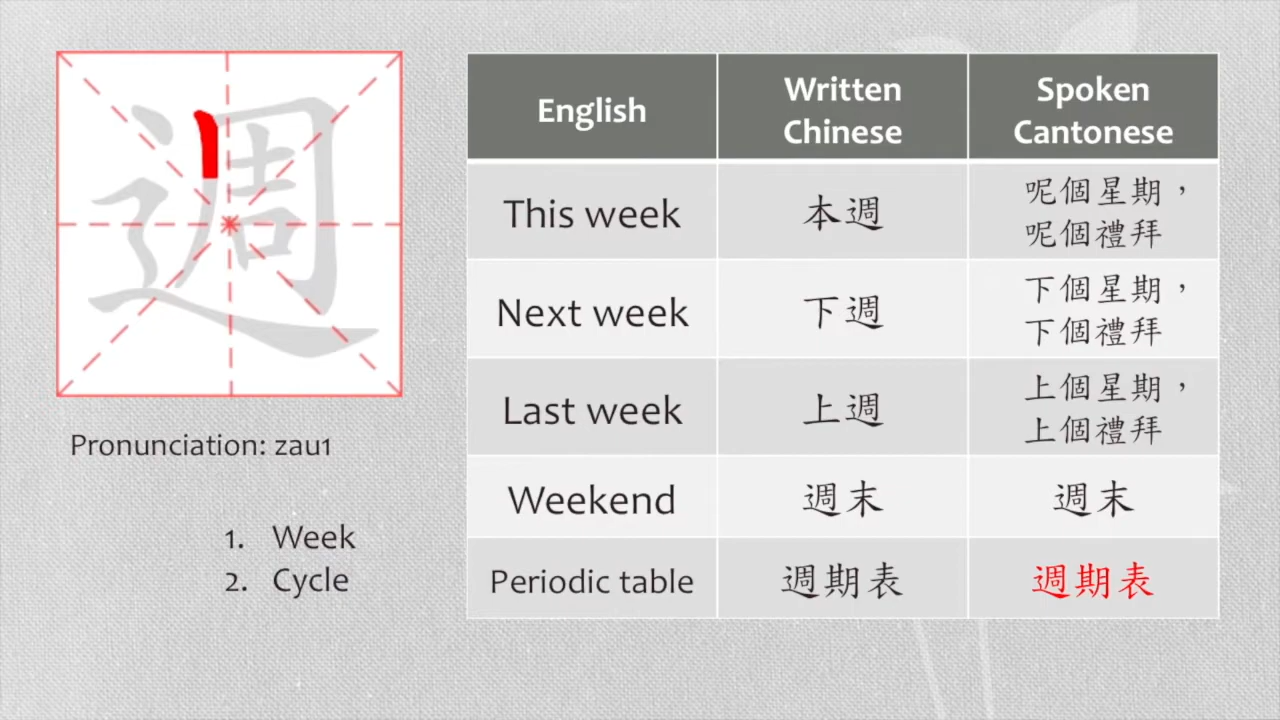 週
Pronunciation: zau1
1. Week
2. Cycle
English
Written
Chinese
Spoken
Cantonese
This week
本週
呢個星期，
呢個禮拜
Next week
下週
下個星期，
下個禮拜
Last week
上週
上個星期，
上個禮拜
Weekend
週末
週末
Periodic table
週期表
週期表